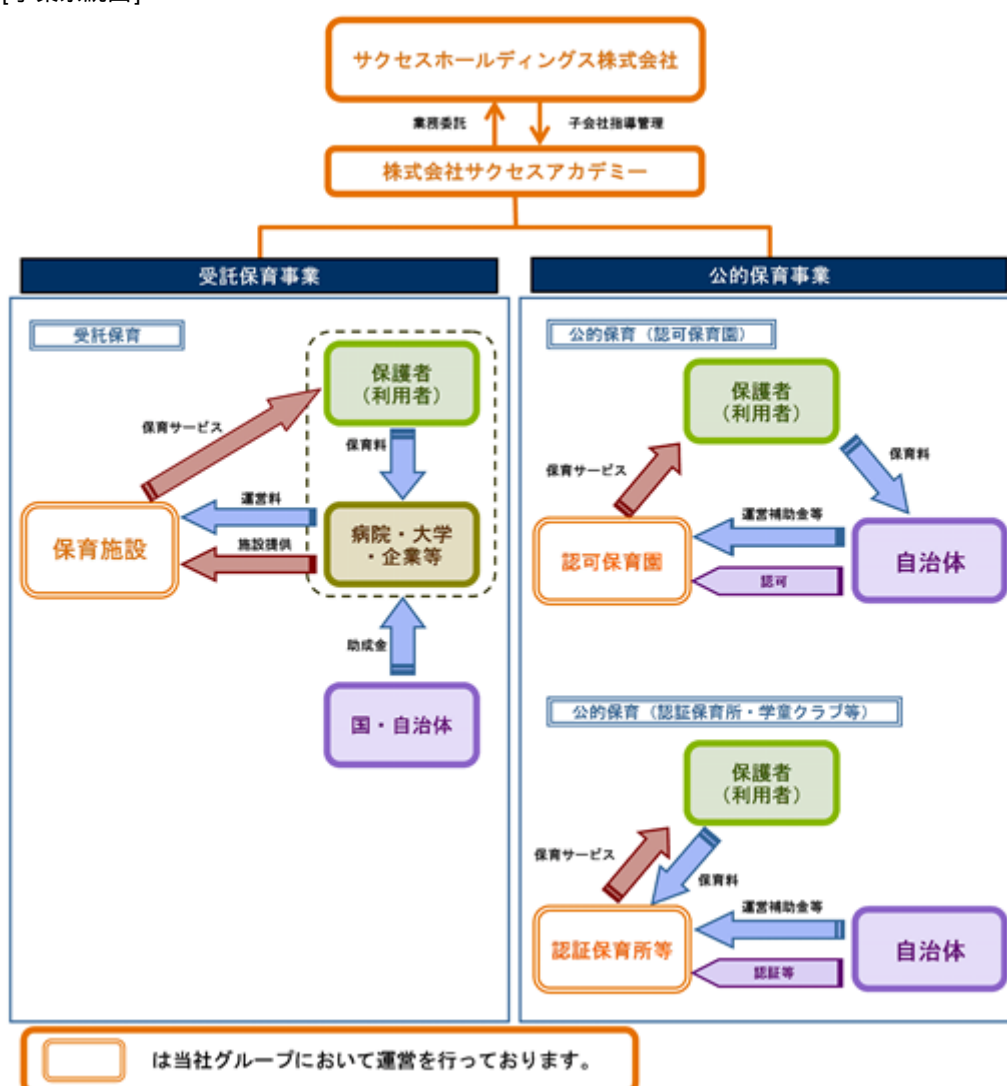 [事業系統図]
サクセスホールディングス株式会社
業務委託
子会社指導管理
株式会社サクセスアカデミー
受託保育事業
受託保育
保護者
(利用者)
保育サービス
保育料
運営料
施設提供
保育施設
病院・大学
・企業等
助成金
国・自治体
公的保育事業
公的保育(認可保育園)
保護者
(利用者)
保育サービス
保育料
運営補助金等
認可保育園
認可
自治体
公的保育(認証保育所・学童クラブ等)
保護者
(利用者)
保育サービス
保育料
運営補助金等
認証保育所等
認証等
自治体
は当社グループにおいて運営を行っております。